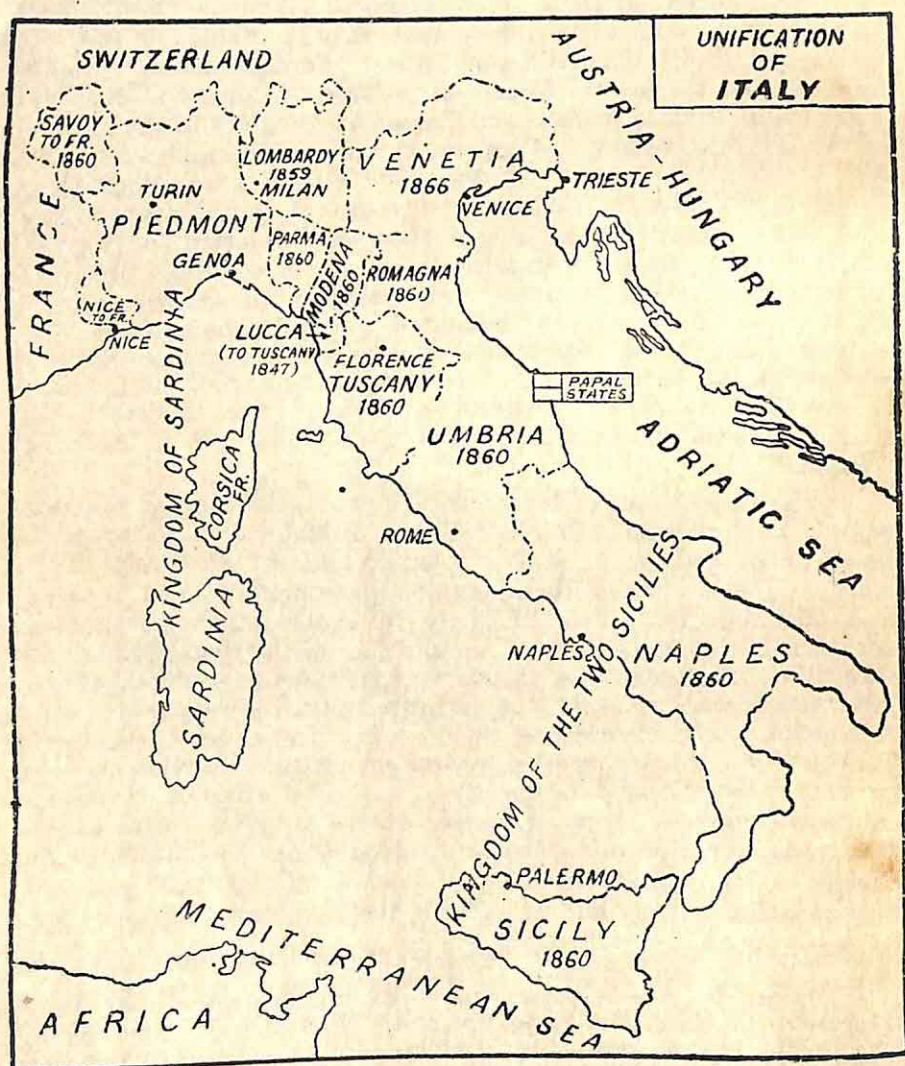 UNIFICATION
OF
ITALY
SWITZERLAND
AUSTRIA-HUNGARY
SAVOY
TO FR.
1860
LOMBARDY
1859
MILAN
VENETIA
1866
TRIESTE
VENICE
TURIN
PIEDMONT
GENOA
PARMA
1860
MODENA
1860
ROMAGNA
1860
FRANCE
NICE
TO FR.
NICE
LUCCA
(TO TUSCANY
1847)
FLORENCE
TUSCANY
1860
PAPAL
STATES
UMBRIA
1860
ADRIATIC SEA
KINGDOM OF SARDINIA
CORSICA
FR.
ROME
SARDINIA
NAPLES
NAPLES
1860
KINGDOM OF THE TWO SICILIES
PALERMO
SICILY
1860
MEDITERRANEAN SEA
AFRICA